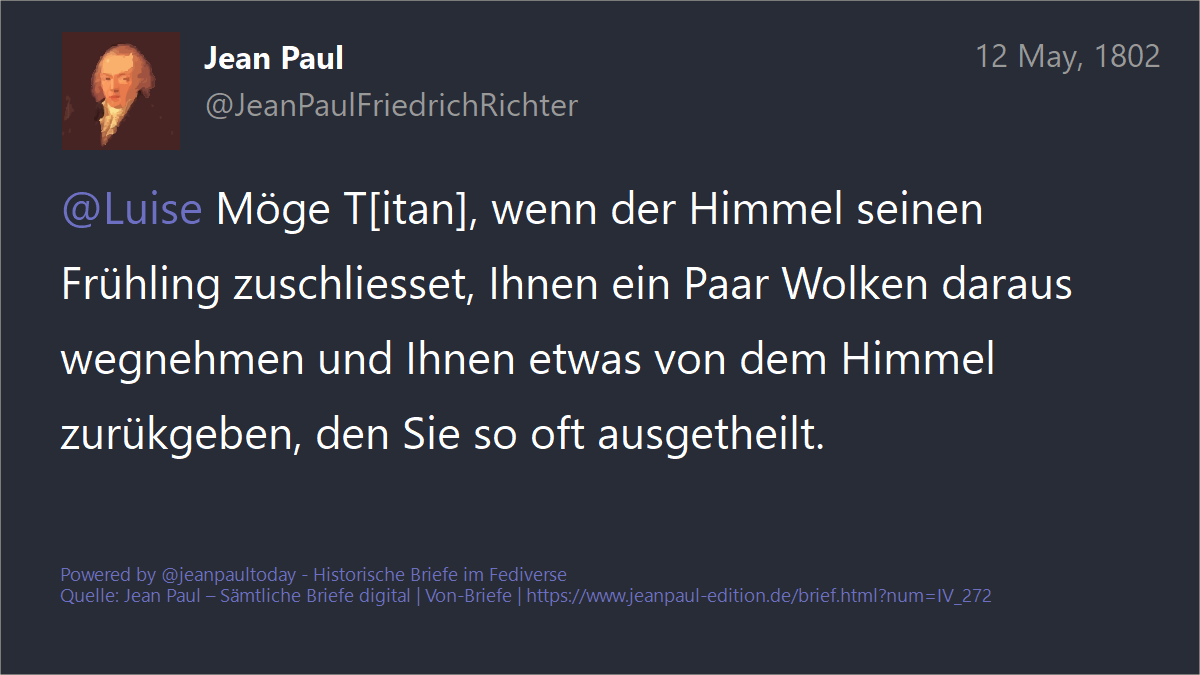 Jean Paul
12 May, 1802
@JeanPaulFriedrichRichter
@Luise Möge T[itan], wenn der Himmel seinen
Frühling zuschliesset, Ihnen ein Paar Wolken daraus
wegnehmen und Ihnen etwas von dem Himmel
zurükgeben, den Sie so oft ausgetheilt.
Powered by @jeanpaultoday - Historische Briefe im Fediverse
Quelle: Jean Paul – Sämtliche Briefe digital | Von-Briefe | https://www.jeanpaul-edition.de/brief.html?num=IV_272